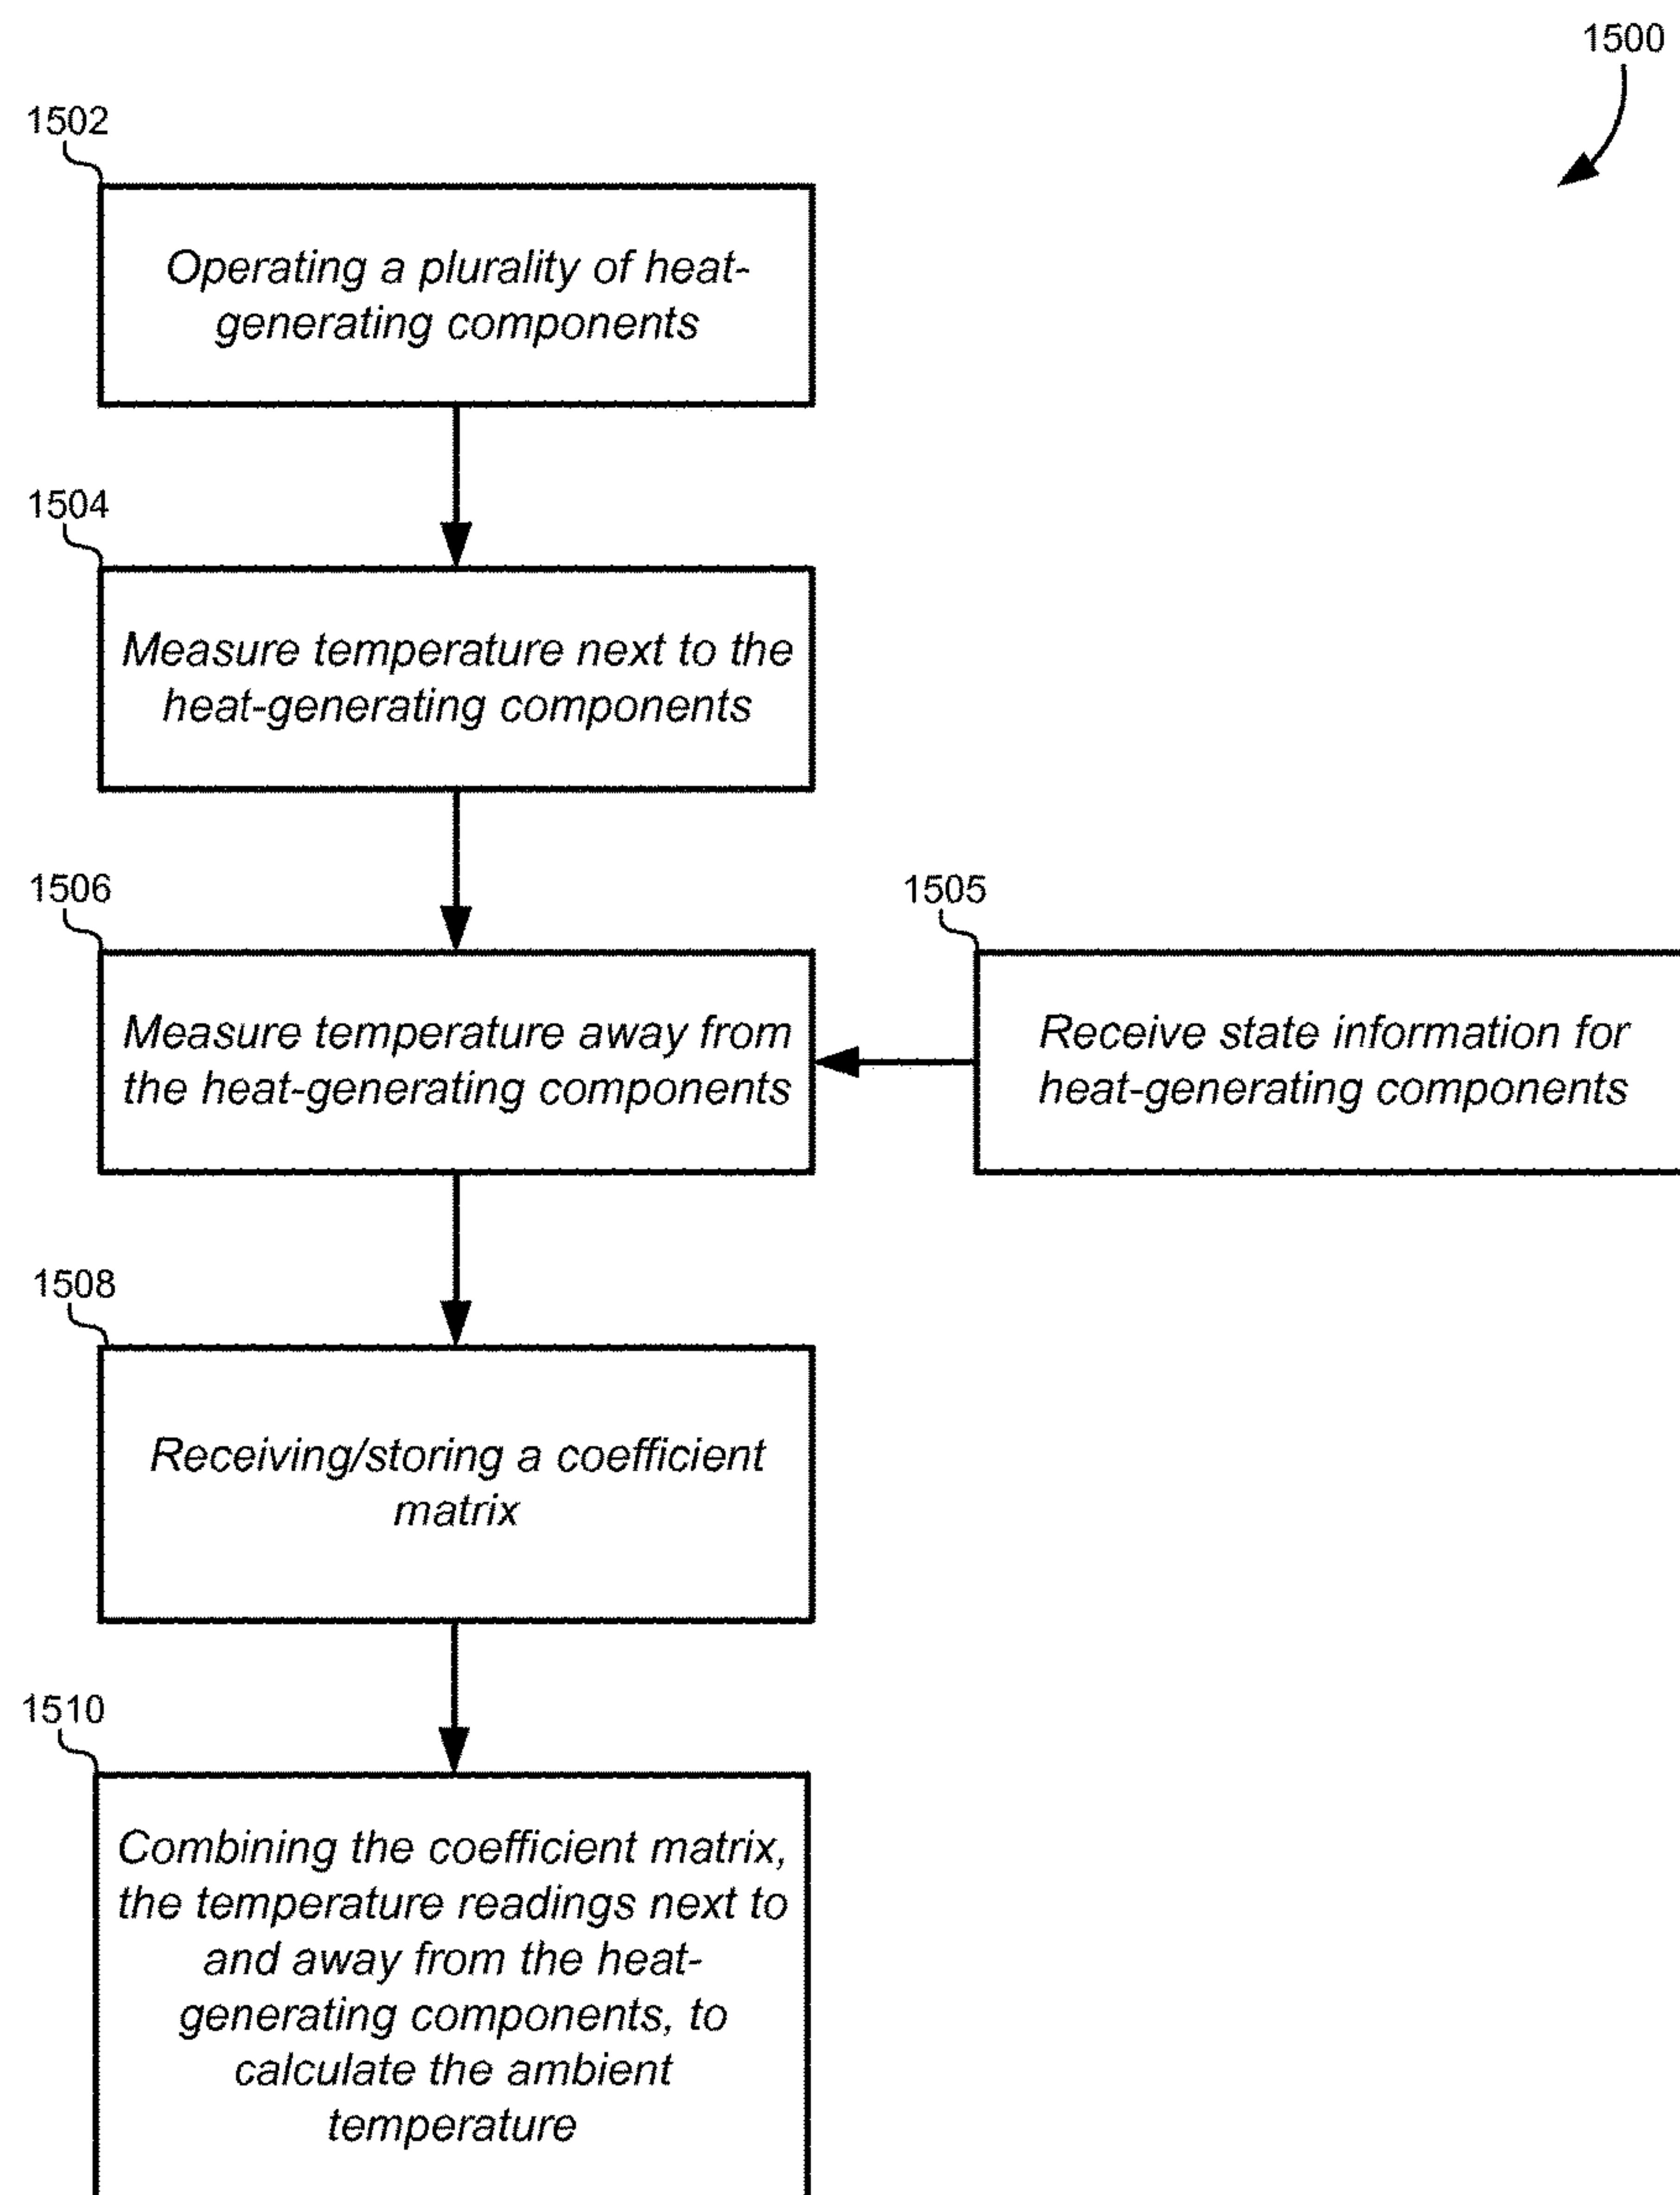 1500
1502
Operating a plurality of heat-
generating components
1504
Measure temperature next to the
heat-generating components
1506
Measure temperature away from
the heat-generating components
1505
Receive state information for
heat-generating components
1508
Receiving/storing a coefficient
matrix
1510
Combining the coefficient matrix,
the temperature readings next to
and away from the heat-
generating components, to
calculate the ambient
temperature